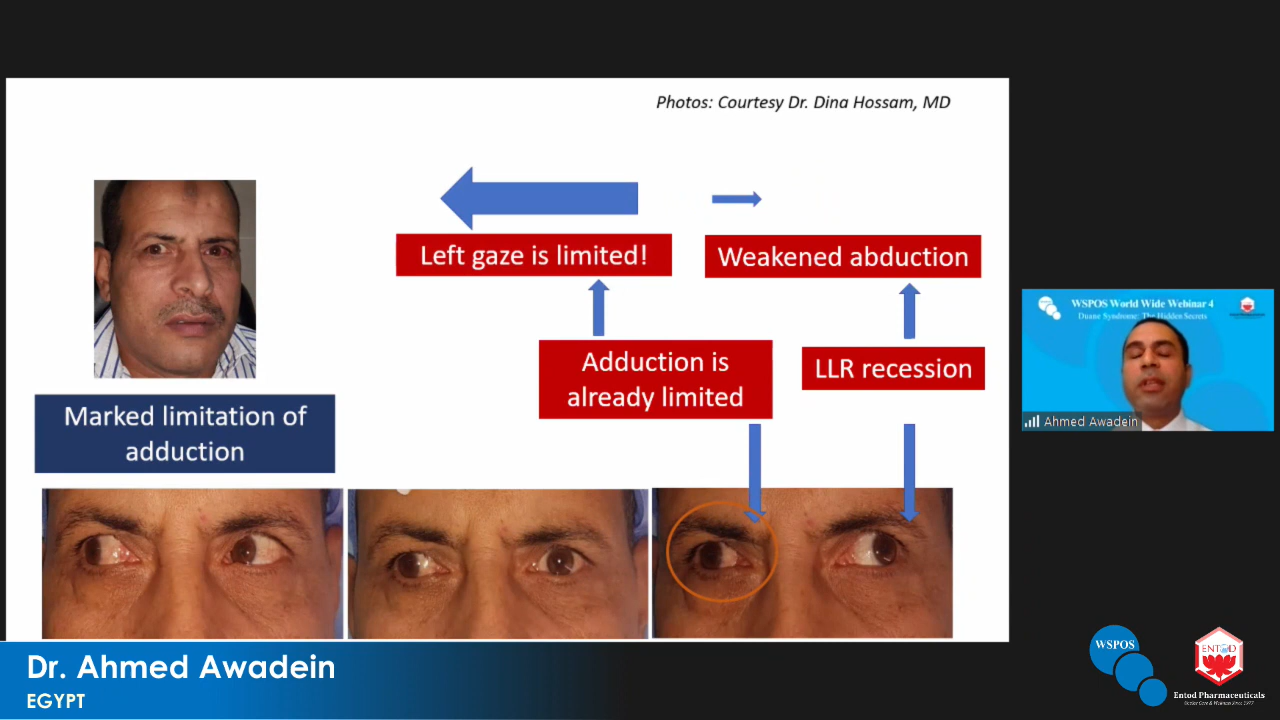 Photos: Courtesy Dr. Dina Hossam, MD
Left gaze is limited!
Weakened abduction
Adduction is
already limited
LLR recession
Marked limitation of
adduction
WSPOS World Wide Webinar 4
Duane Syndrome: The Hidden Secrets
Ahmed Awadein
Dr. Ahmed Awadein
EGYPT
WSPOS
ENTOD
Entod Pharmaceuticals